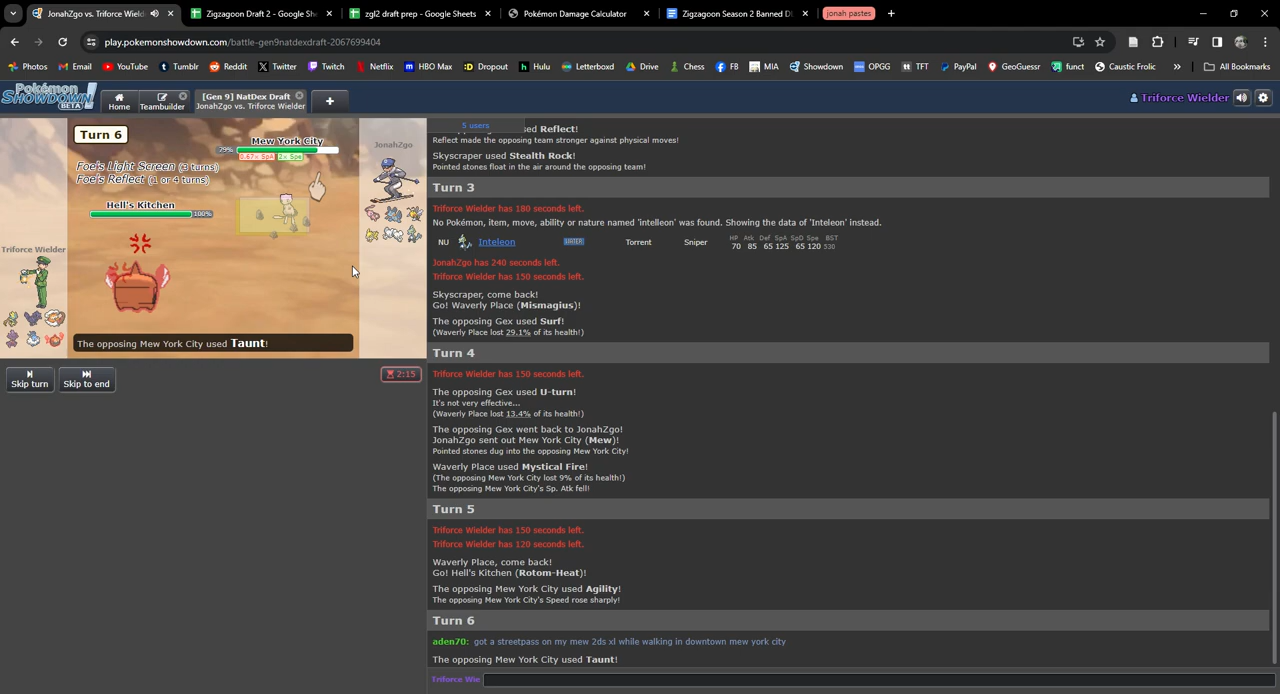 JonahZgo vs. Triforce Wield
Zigzagoon Draft 2 - Google She
zgl2 draft prep - Google Sheets
Pokémon Damage Calculator
Zigzagoon Season 2 Banned D
jonah pastes
play.pokemonshowdown.com/battle-gen9natdexdraft-2067699404
Photos
Email
YouTube
Tumblr
Reddit
Twitter
Twitch
Netflix
HBO Max
Dropout
Hulu
Letterboxd
Drive
Chess
FB
MIA
Showdown
OPGG
TFT
PayPal
GeoGuessr
funct
Caustic Frolic
All Bookmarks
Pokémon
SHOWDOWN
BETA
Home
Teambuilder
[Gen 9] NatDex Draft
JonahZgo vs. Triforce Wielder
Triforce Wielder
Turn 6
Foe's Light Screen (3 turns)
Foe's Reflect (1 or 4 turns)
Mew York City
79%
0.67x SpA 2x Spe
Hell's Kitchen
100%
JonahZgo
Triforce Wielder
The opposing Mew York City used Taunt!
Skip turn
Skip to end
2:15
5 users
used Reflect!
Reflect made the opposing team stronger against physical moves!
Skyscraper used Stealth Rock!
Pointed stones float in the air around the opposing team!
Turn 3
Triforce Wielder has 180 seconds left.
No Pokémon, item, move, ability or nature named 'intelleon' was found. Showing the data of 'Inteleon' instead.
NU Inteleon WATER Torrent Sniper HP 70 Atk 85 Def 65 SpA 125 SpD 65 Spe 120 BST 530
JonahZgo has 240 seconds left.
Triforce Wielder has 150 seconds left.
Skyscraper, come back!
Go! Waverly Place (Mismagius)!
The opposing Gex used Surf!
(Waverly Place lost 29.1% of its health!)
Turn 4
Triforce Wielder has 150 seconds left.
The opposing Gex used U-turn!
It's not very effective...
(Waverly Place lost 13.4% of its health!)
The opposing Gex went back to JonahZgo!
JonahZgo sent out Mew York City (Mew)!
Pointed stones dug into the opposing Mew York City!
Waverly Place used Mystical Fire!
(The opposing Mew York City lost 9% of its health!)
The opposing Mew York City's Sp. Atk fell!
Turn 5
Triforce Wielder has 150 seconds left.
Triforce Wielder has 120 seconds left.
Waverly Place, come back!
Go! Hell's Kitchen (Rotom-Heat)!
The opposing Mew York City used Agility!
The opposing Mew York City's Speed rose sharply!
Turn 6
aden70: got a streetpass on my mew 2ds xl while walking in downtown mew york city
The opposing Mew York City used Taunt!
Triforce Wie